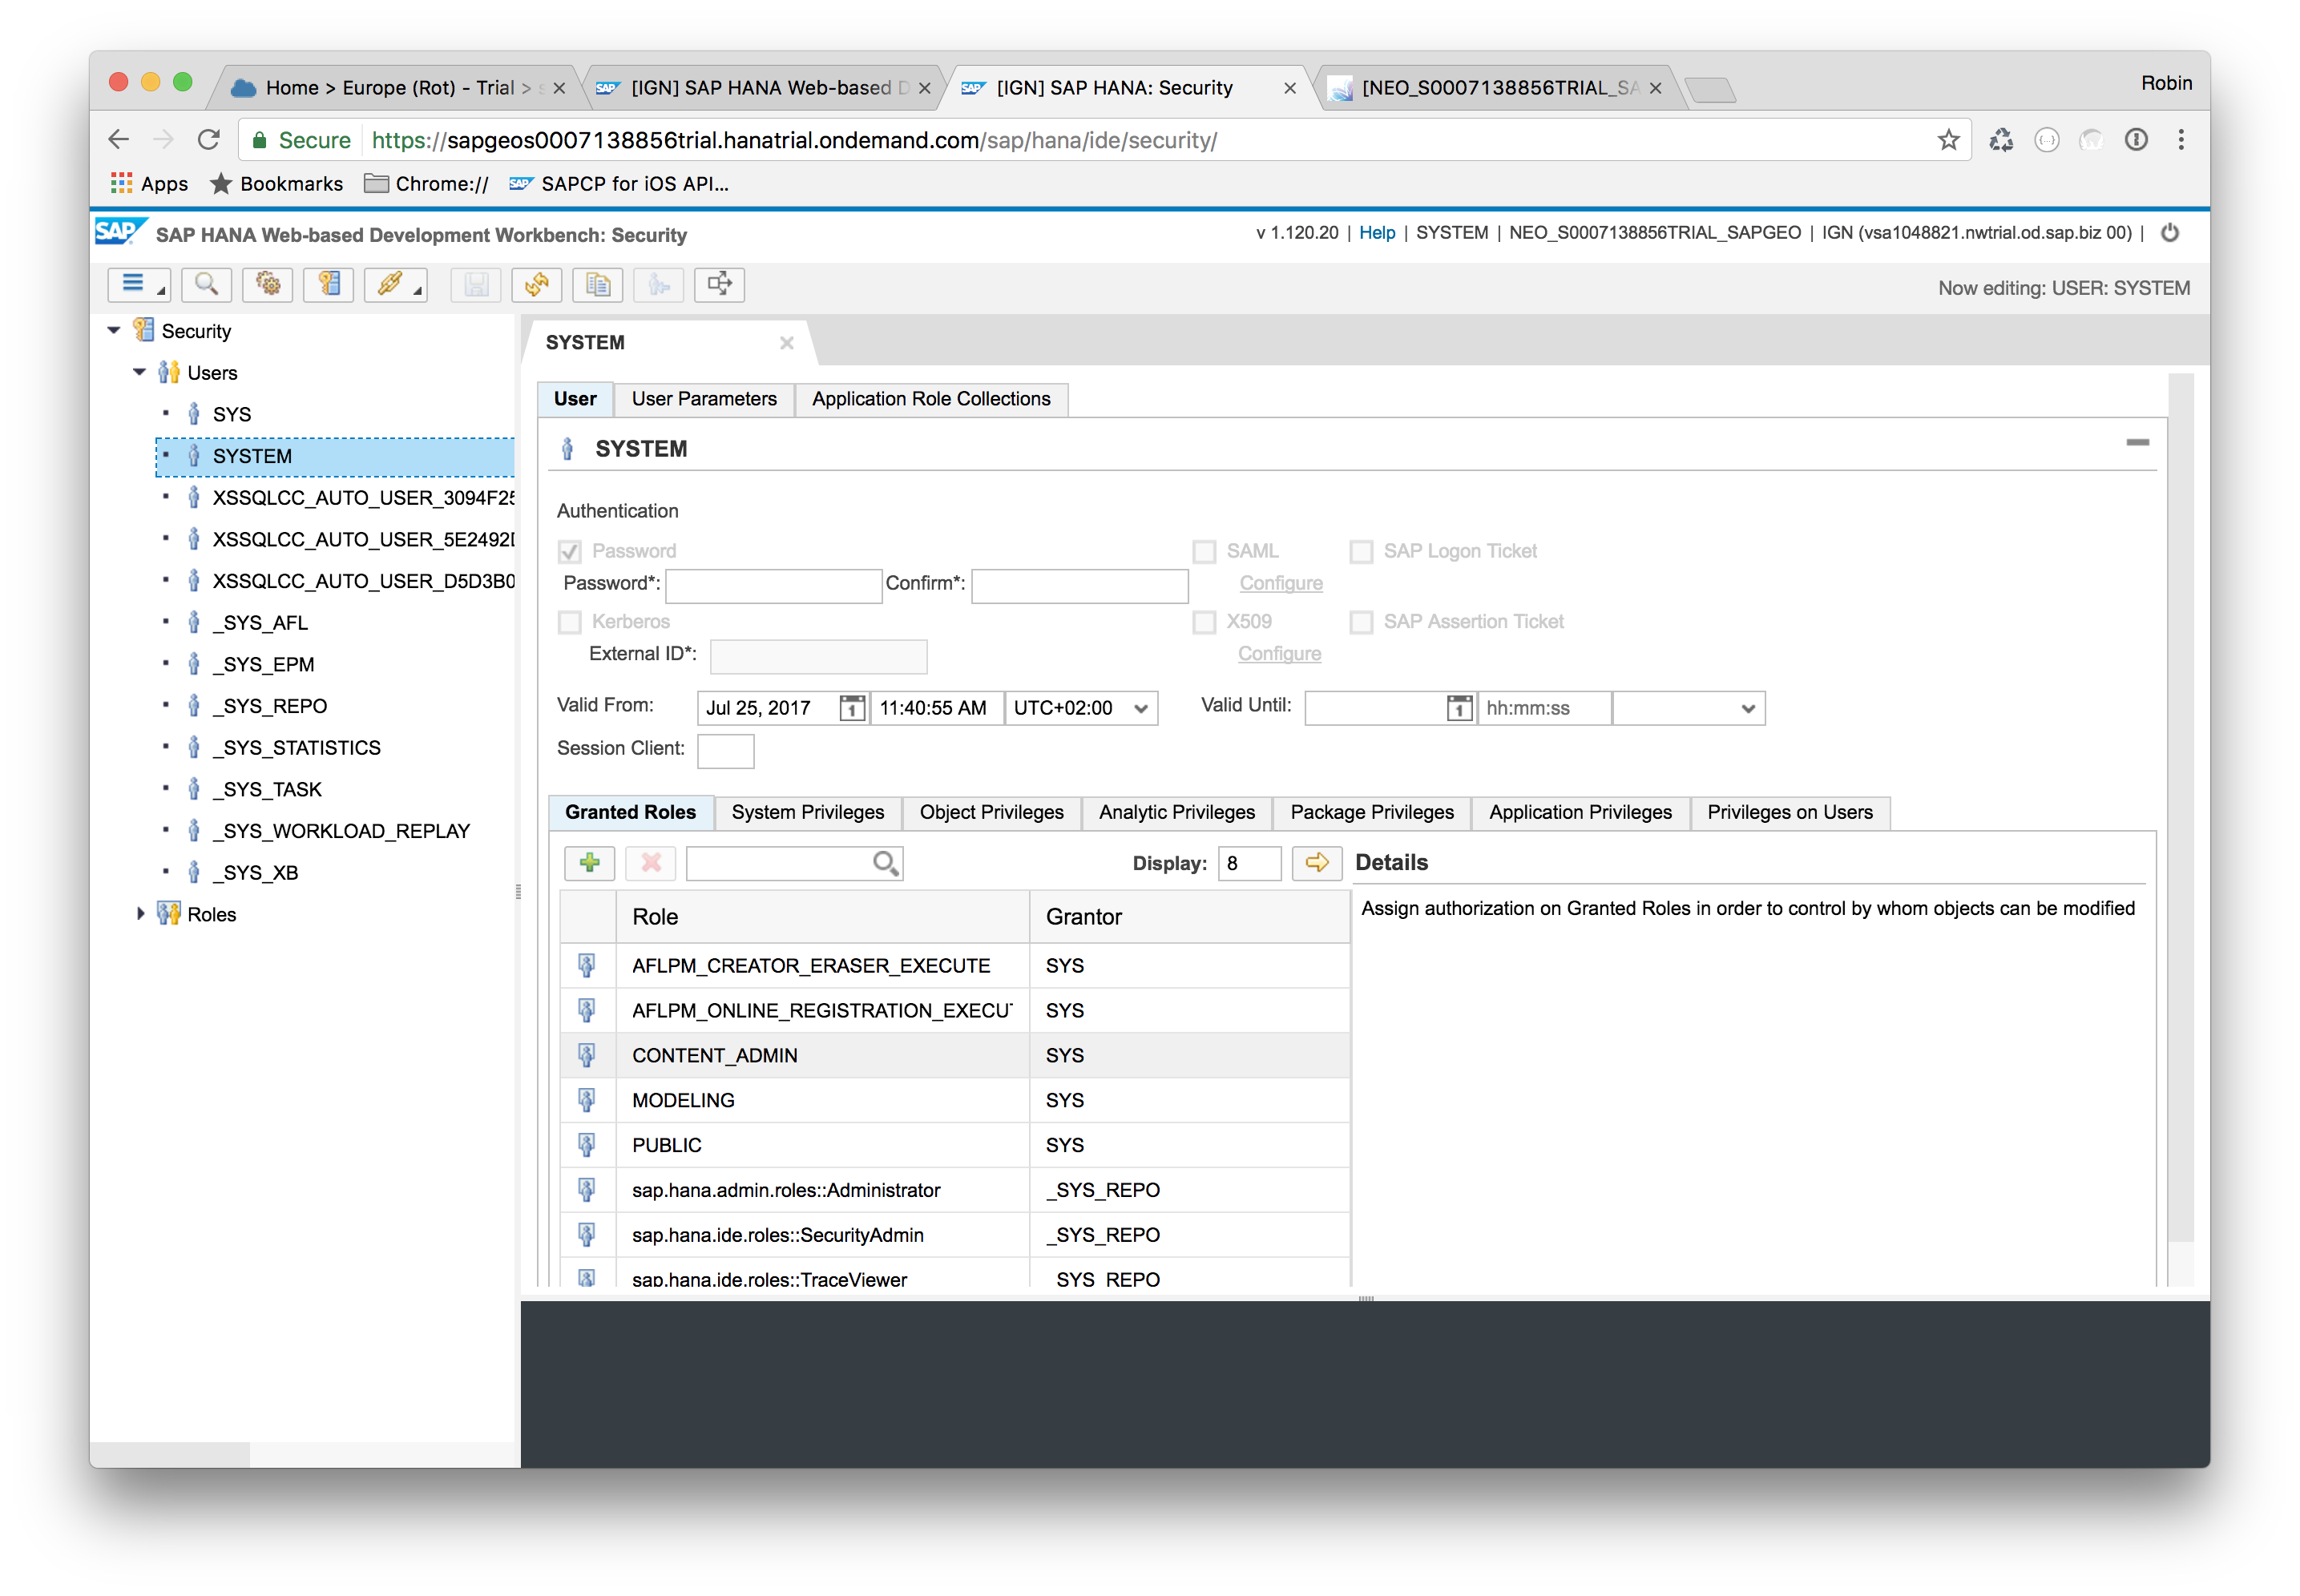 Home > Europe (Rot) - Trial > s
[IGN] SAP HANA Web-based D
[IGN] SAP HANA: Security
[NEO_S0007138856TRIAL_SA
Robin
Secure
https://sapgeos0007138856trial.hanatrial.ondemand.com/sap/hana/ide/security/
Apps
Bookmarks
Chrome://
SAPCP for iOS API...
SAP
SAP HANA Web-based Development Workbench: Security
v 1.120.20 | Help | SYSTEM | NEO_S0007138856TRIAL_SAPGEO | IGN (vsa1048821.nwtrial.od.sap.biz 00) |
Now editing: USER: SYSTEM
Security
Users
SYS
SYSTEM
XSSQLCC_AUTO_USER_3094F25
XSSQLCC_AUTO_USER_5E2492D
XSSQLCC_AUTO_USER_D5D3B0
_SYS_AFL
_SYS_EPM
_SYS_REPO
_SYS_STATISTICS
_SYS_TASK
_SYS_WORKLOAD_REPLAY
_SYS_XB
Roles
SYSTEM
User
User Parameters
Application Role Collections
SYSTEM
Authentication
Password
SAML
SAP Logon Ticket
Password*:
Confirm*:
Configure
Kerberos
X509
SAP Assertion Ticket
External ID*:
Configure
Valid From:
Jul 25, 2017
1
11:40:55 AM
UTC+02:00
Valid Until:
1
hh:mm:ss
Session Client:
Granted Roles
System Privileges
Object Privileges
Analytic Privileges
Package Privileges
Application Privileges
Privileges on Users
Display: 8
Details
Role
Grantor
Assign authorization on Granted Roles in order to control by whom objects can be modified
AFLPM_CREATOR_ERASER_EXECUTE SYS
AFLPM_ONLINE_REGISTRATION_EXECUT SYS
CONTENT_ADMIN SYS
MODELING SYS
PUBLIC SYS
sap.hana.admin.roles::Administrator _SYS_REPO
sap.hana.ide.roles::SecurityAdmin _SYS_REPO
sap.hana.ide.roles::TraceViewer _SYS_REPO